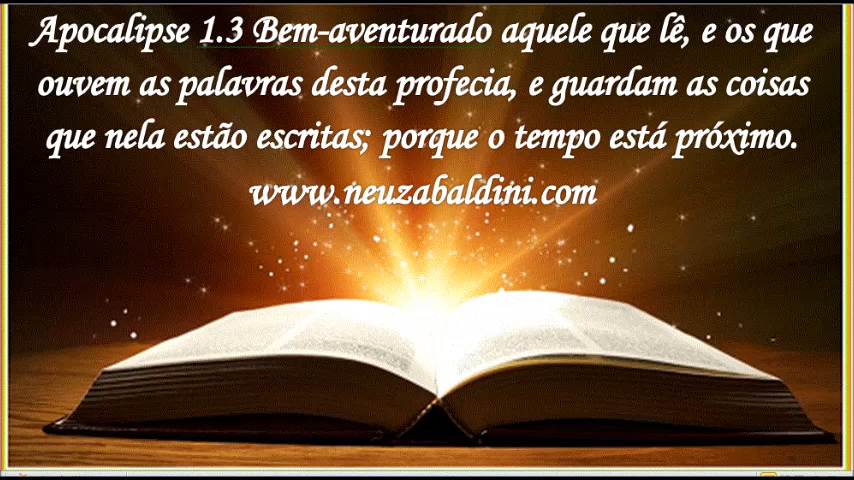 Apocalipse 1.3 Bem-aventurado aquele que lê, e os que
ouvem as palavras desta profecia, e guardam as coisas
que nela estão escritas; porque o tempo está próximo.
www.neuzabaldini.com